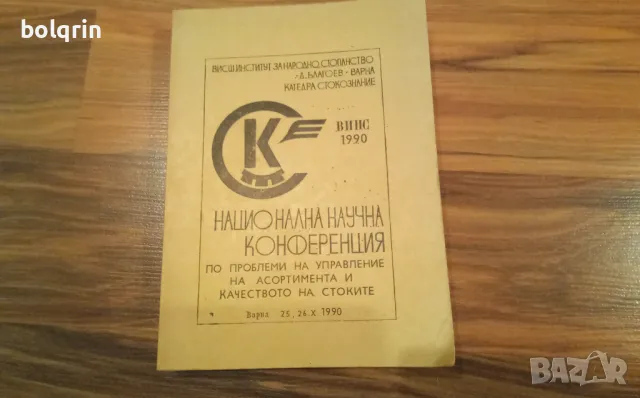 bolqrin
ВИСШ ИНСТИТУТ ЗА НАРОДНО СТОПАНСТВО
"Д. БЛАГОЕВ" - ВАРНА
КАТЕДРА СТОКОЗНАНИЕ
СКЕ
ВИНС
1990
НАЦИОНАЛНА НАУЧНА
КОНФЕРЕНЦИЯ
ПО ПРОБЛЕМИ НА УПРАВЛЕНИЕ
НА АСОРТИМЕНТА И
КАЧЕСТВОТО НА СТОКИТЕ
Варна 25, 26.X 1990
BAZAR